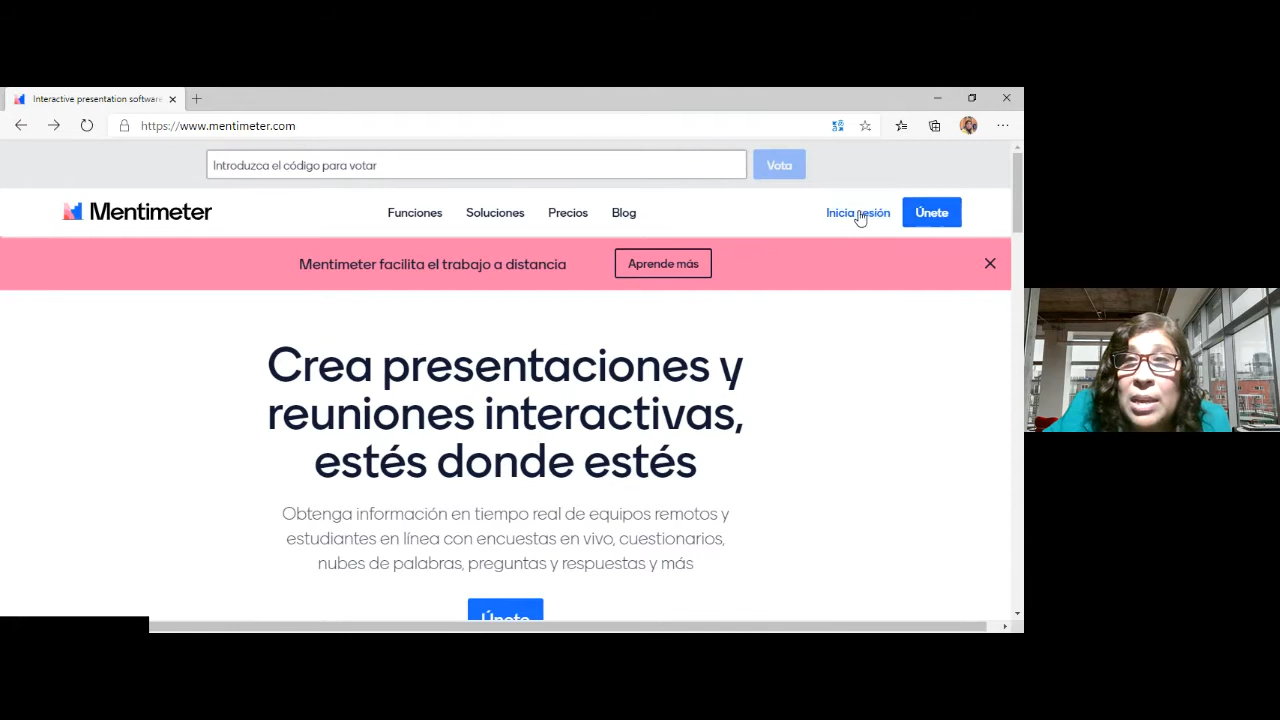 Interactive presentation software
https://www.mentimeter.com
Introduzca el código para votar
Vota
Mentimeter
Funciones
Soluciones
Precios
Blog
Inicia sesión
Únete
Mentimeter facilita el trabajo a distancia
Aprende más
Crea presentaciones y
reuniones interactivas,
estés donde estés
Obtenga información en tiempo real de equipos remotos y
estudiantes en línea con encuestas en vivo, cuestionarios,
nubes de palabras, preguntas y respuestas y más
Únete